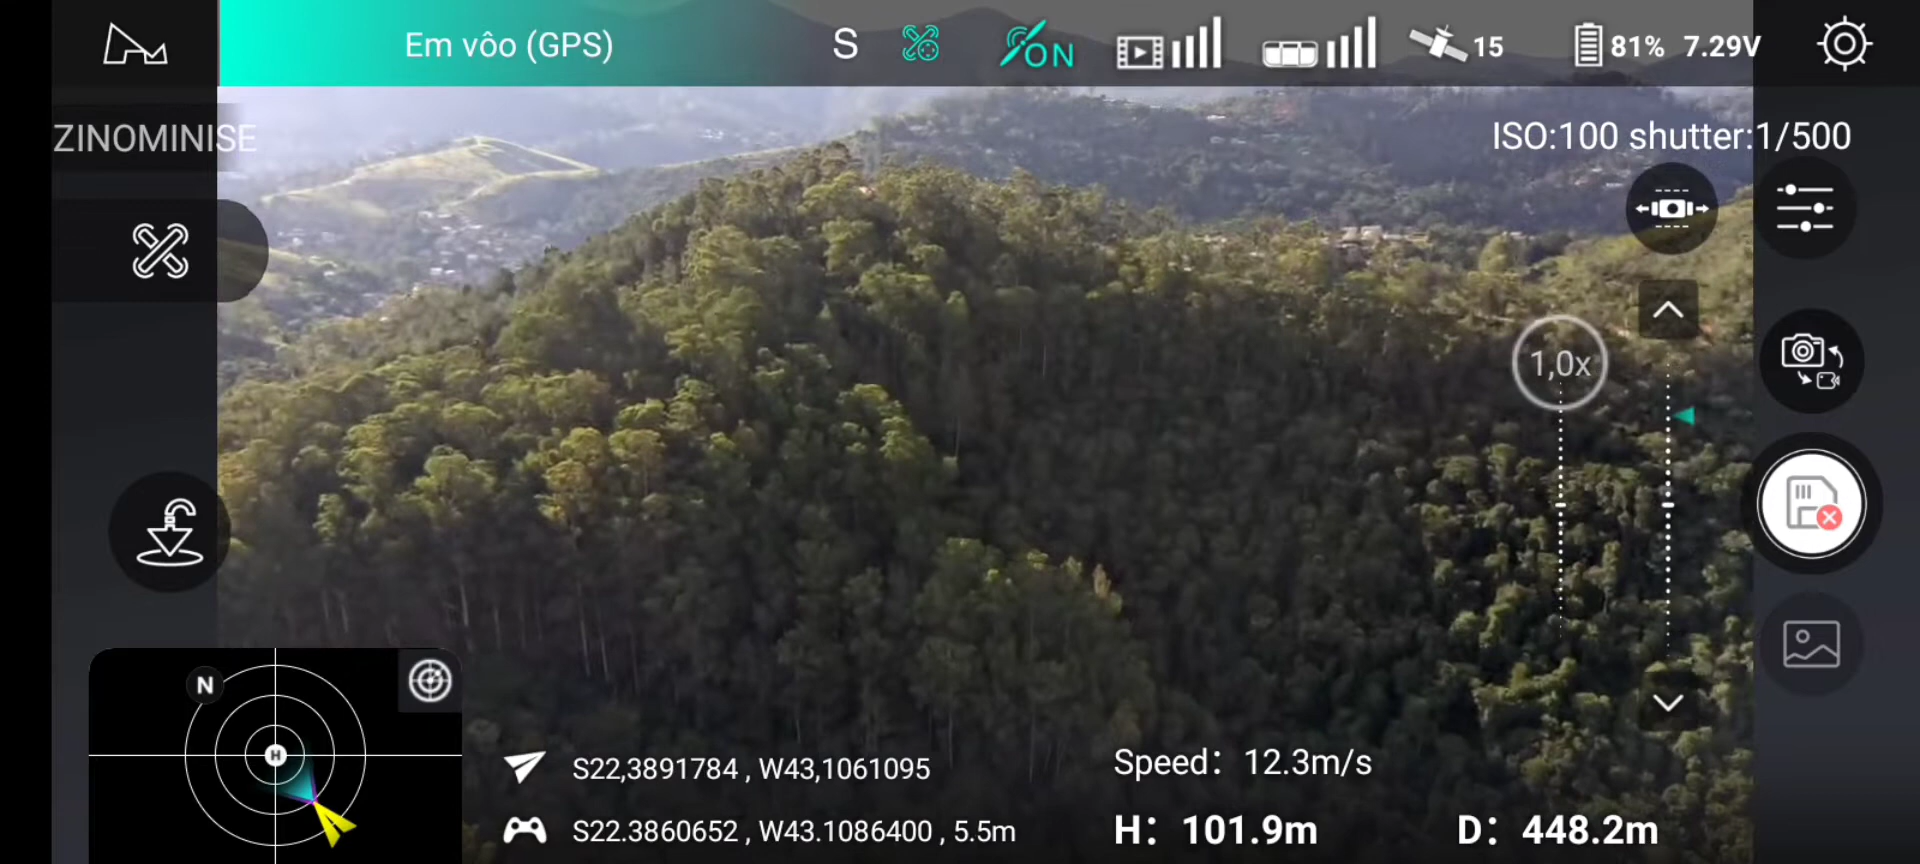 Em vôo (GPS)
S
ON
15
81% 7.29V
ZINOMINISE
ISO:100 shutter:1/500
1,0x
N
H
S22,3891784 , W43,1061095
Speed: 12.3m/s
S22.3860652 , W43.1086400 , 5.5m
H: 101.9m
D: 448.2m